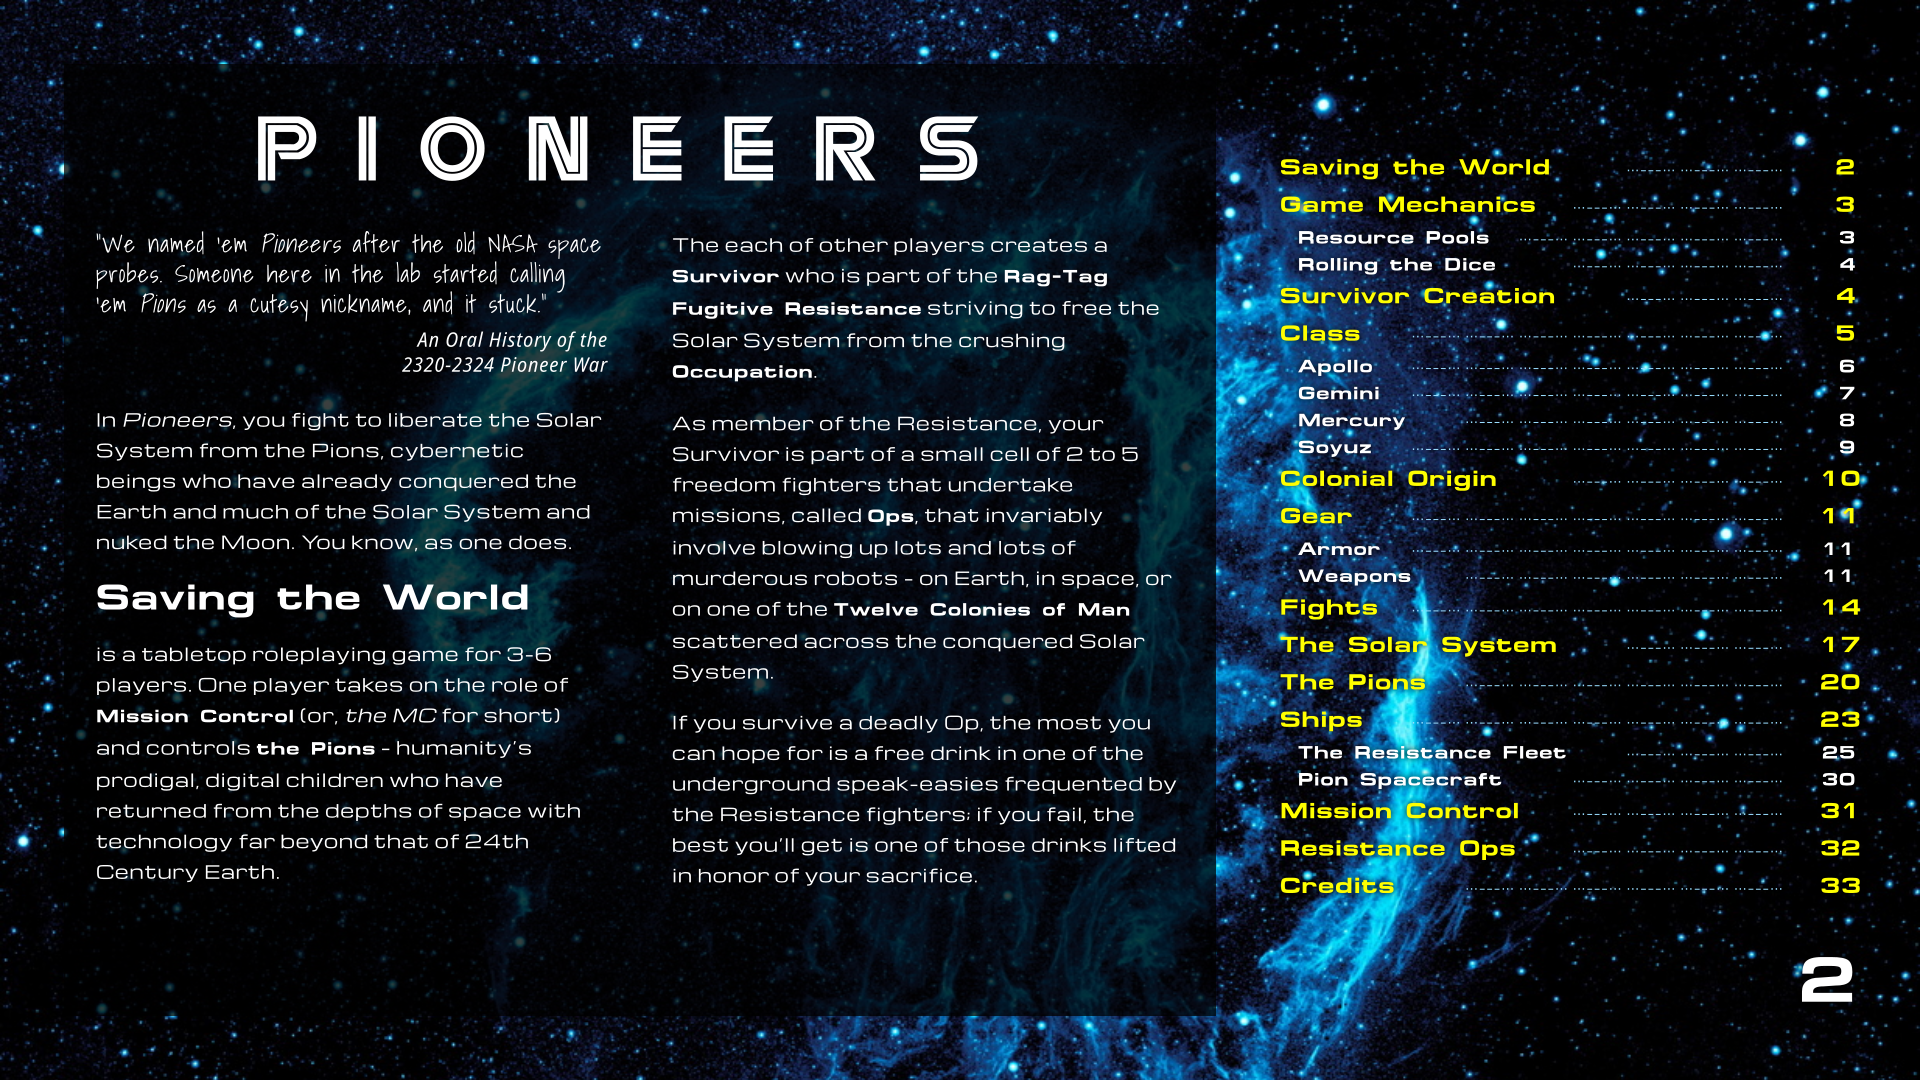 PIONEERS
"We named 'em Pioneers after the old NASA space
probes. Someone here in the lab started calling
'em Pions as a cutesy nickname, and it stuck."
An Oral History of the
2320-2324 Pioneer War
In Pioneers, you fight to liberate the Solar
System from the Pions, cybernetic
beings who have already conquered the
Earth and much of the Solar System and
nuked the Moon. You know, as one does.
Saving the World
is a tabletop roleplaying game for 3-6
players. One player takes on the role of
Mission Control (or, the MC for short)
and controls the Pions - humanity's
prodigal, digital children who have
returned from the depths of space with
technology far beyond that of 24th
Century Earth.
The each of other players creates a
Survivor who is part of the Rag-Tag
Fugitive Resistance striving to free the
Solar System from the crushing
Occupation.
As member of the Resistance, your
Survivor is part of a small cell of 2 to 5
freedom fighters that undertake
missions, called Ops, that invariably
involve blowing up lots and lots of
murderous robots - on Earth, in space, or
on one of the Twelve Colonies of Man
scattered across the conquered Solar
System.
If you survive a deadly Op, the most you
can hope for is a free drink in one of the
underground speak-easies frequented by
the Resistance fighters; if you fail, the
best you'll get is one of those drinks lifted
in honor of your sacrifice.
Saving the World 2
Game Mechanics 3
Resource Pools 3
Rolling the Dice 4
Survivor Creation 4
Class 5
Apollo 6
Gemini 7
Mercury 8
Soyuz 9
Colonial Origin 10
Gear 11
Armor 11
Weapons 11
Fights 14
The Solar System 17
The Pions 20
Ships 23
The Resistance Fleet 25
Pion Spacecraft 30
Mission Control 31
Resistance Ops 32
Credits 33
2